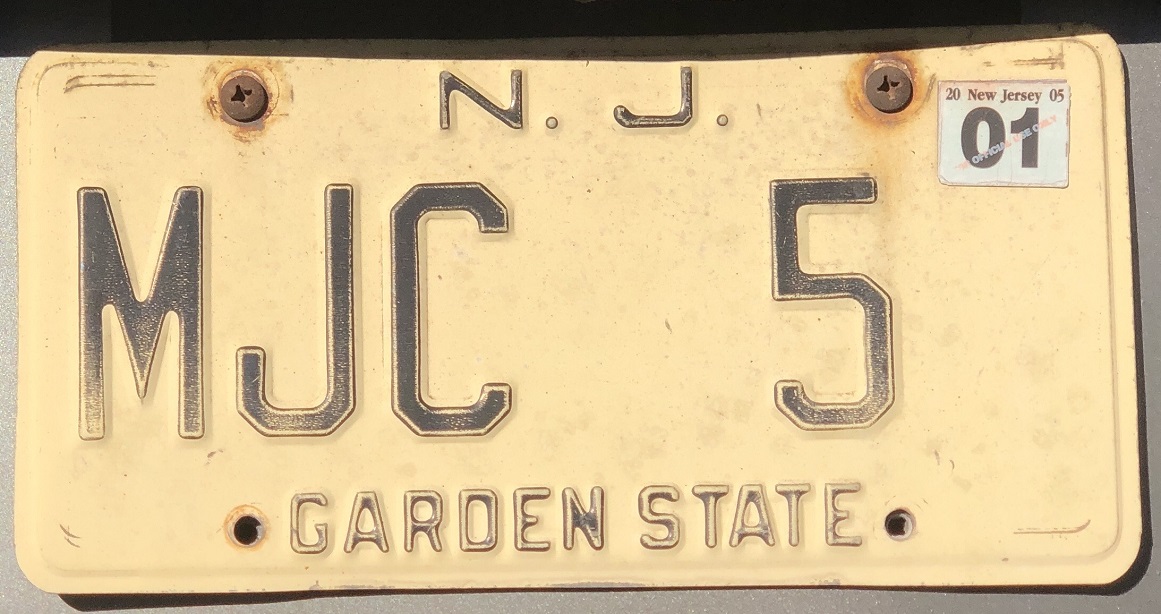 N. J.
20 New Jersey 05
01
OFFICIAL USE ONLY
MJC 5
GARDEN STATE